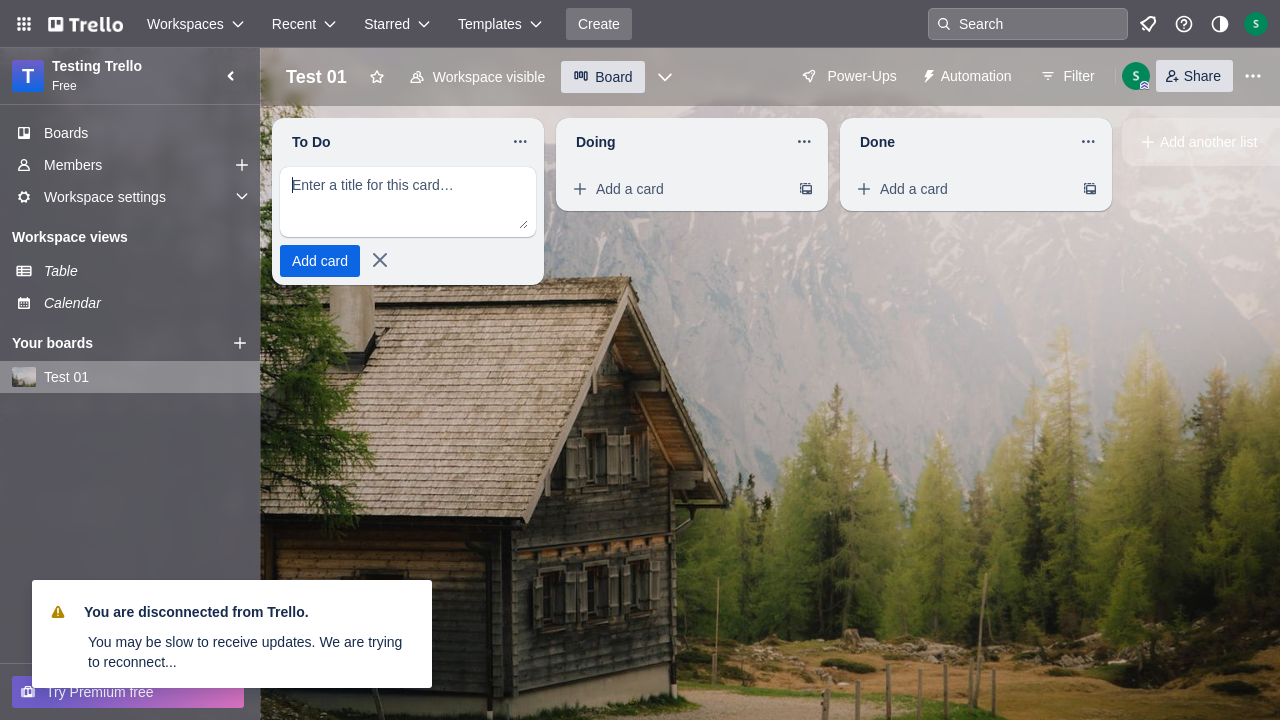 Trello
Workspaces
Recent
Starred
Templates
Create
Search
S
T
Testing Trello
Free
Test 01
Workspace visible
Board
Power-Ups
Automation
Filter
S
Share
Boards
Members
Workspace settings
Workspace views
Table
Calendar
Your boards
Test 01
To Do
Enter a title for this card…
Add card
Doing
Add a card
Done
Add a card
Add another list
You are disconnected from Trello.
You may be slow to receive updates. We are trying
to reconnect...
Try Premium free